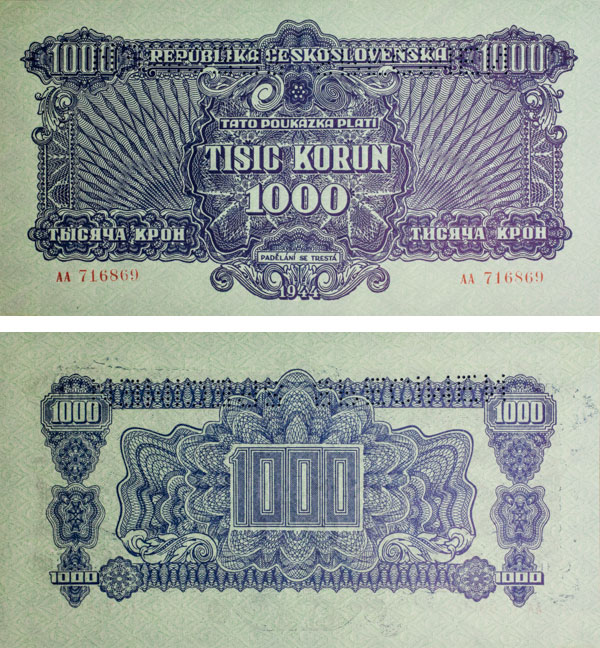 1000 REPUBLIKA ČESKOSLOVENSKÁ 1000
TATO POUKÁZKA PLATÍ
TISÍC KORUN
1000
ТЫСЯЧА КРОН ТИСЯЧА КРОН
PADĚLÁNÍ SE TRESTÁ
AA 716869 AA 716869
1944
1000 1000
1000
1000 1000